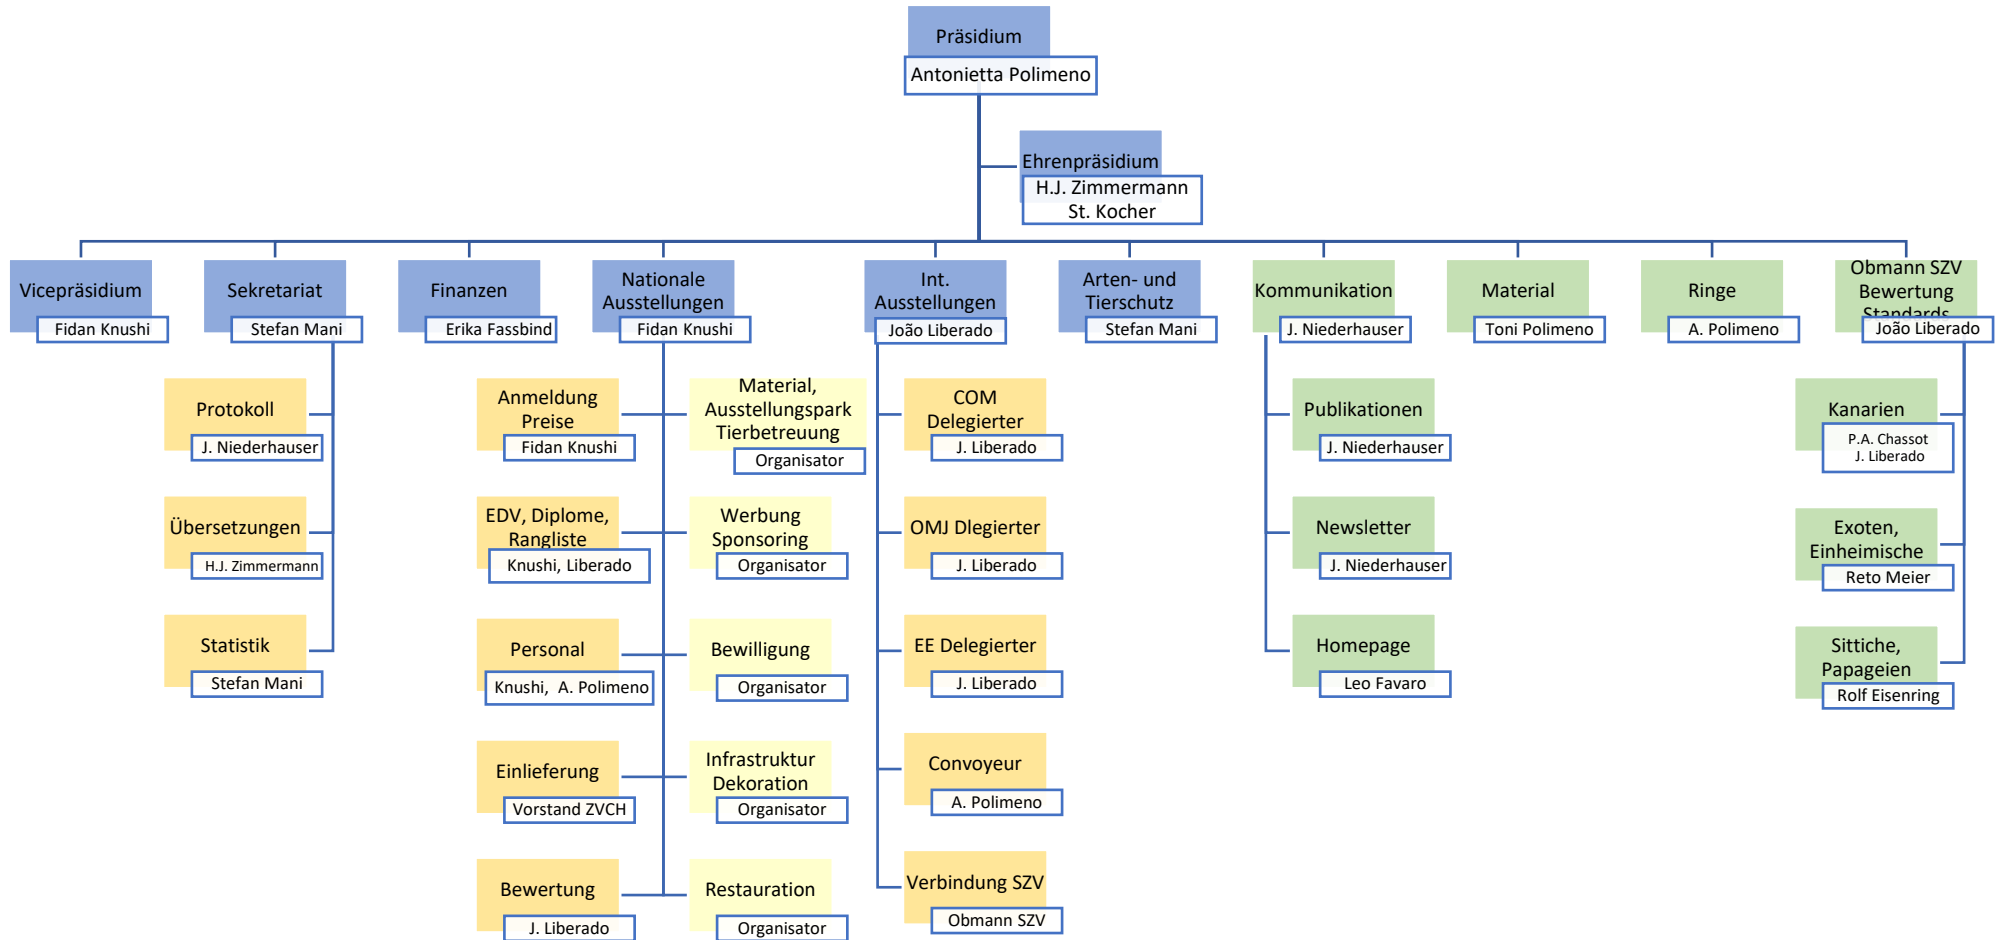 Präsidium
Antonietta Polimeno
Ehrenpräsidium
H.J. Zimmermann
St. Kocher
Vicepräsidium
Fidan Knushi
Sekretariat
Stefan Mani
Finanzen
Erika Fassbind
Nationale
Ausstellungen
Fidan Knushi
Int.
Ausstellungen
João Liberado
Arten- und
Tierschutz
Stefan Mani
Kommunikation
J. Niederhauser
Material
Toni Polimeno
Ringe
A. Polimeno
Obmann SZV
Bewertung
Standards
João Liberado
Protokoll
J. Niederhauser
Übersetzungen
H.J. Zimmermann
Statistik
Stefan Mani
Anmeldung
Preise
Fidan Knushi
EDV, Diplome,
Rangliste
Knushi, Liberado
Personal
Knushi, A. Polimeno
Einlieferung
Vorstand ZVCH
Bewertung
J. Liberado
Material,
Ausstellungspark
Tierbetreuung
Organisator
Werbung
Sponsoring
Organisator
Bewilligung
Organisator
Infrastruktur
Dekoration
Organisator
Restauration
Organisator
COM
Delegierter
J. Liberado
OMJ Dlegierter
J. Liberado
EE Delegierter
J. Liberado
Convoyeur
A. Polimeno
Verbindung SZV
Obmann SZV
Publikationen
J. Niederhauser
Newsletter
J. Niederhauser
Homepage
Leo Favaro
Kanarien
P.A. Chassot
J. Liberado
Exoten,
Einheimische
Reto Meier
Sittiche,
Papageien
Rolf Eisenring